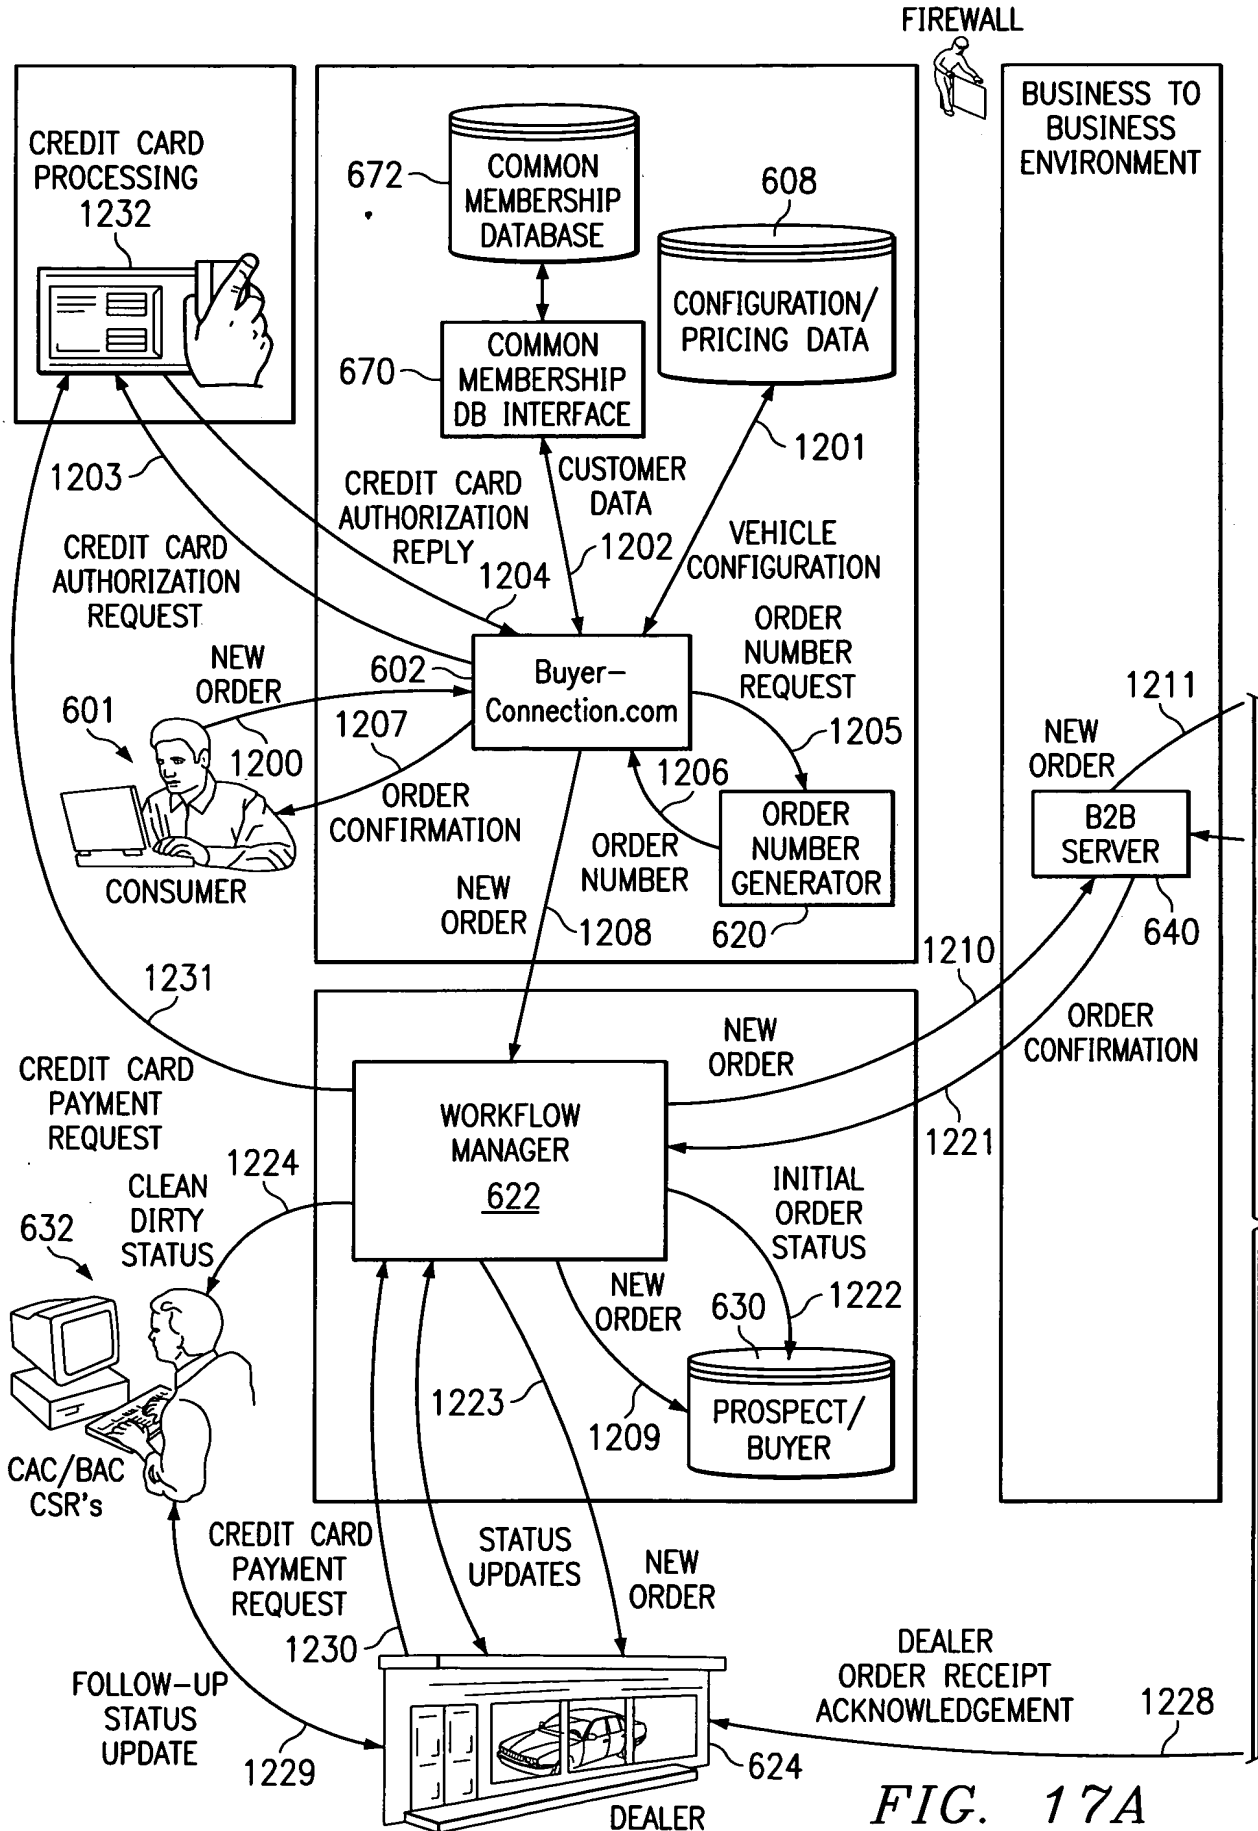 FIREWALL
CREDIT CARD
PROCESSING
1232
672
COMMON
MEMBERSHIP
DATABASE
608
CONFIGURATION/
PRICING DATA
BUSINESS TO
BUSINESS
ENVIRONMENT
670
COMMON
MEMBERSHIP
DB INTERFACE
1201
1203
CREDIT CARD
AUTHORIZATION
REPLY
CUSTOMER
DATA
1202
VEHICLE
CONFIGURATION
CREDIT CARD
AUTHORIZATION
REQUEST
1204
ORDER
NUMBER
REQUEST
NEW
ORDER
602
Buyer-
Connection.com
601
1200
1207
1205
1206
1211
NEW
ORDER
ORDER
CONFIRMATION
ORDER
NUMBER
ORDER
NUMBER
GENERATOR
B2B
SERVER
CONSUMER
NEW
ORDER
1208
620
640
1210
1231
NEW
ORDER
ORDER
CONFIRMATION
CREDIT CARD
PAYMENT
REQUEST
WORKFLOW
MANAGER
622
1221
1224
CLEAN
DIRTY
STATUS
INITIAL
ORDER
STATUS
632
NEW
ORDER
630
1222
1223
1209
PROSPECT/
BUYER
CAC/BAC
CSR's
CREDIT CARD
PAYMENT
REQUEST
1230
STATUS
UPDATES
NEW
ORDER
DEALER
ORDER RECEIPT
ACKNOWLEDGEMENT
1228
FOLLOW-UP
STATUS
UPDATE
1229
624
DEALER
FIG. 17A